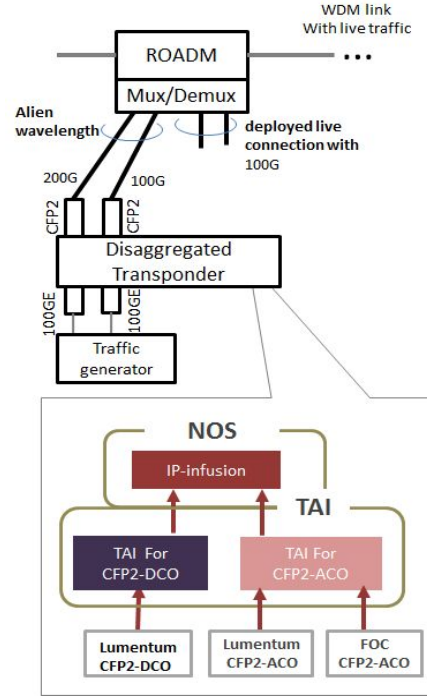 WDM link
With live traffic
ROADM
...
Mux/Demux
Alien
wavelength
deployed live
connection with
100G
200G
100G
CFP2
CFP2
Disaggregated
Transponder
100GE
100GE
Traffic
generator
NOS
IP-infusion
TAI
TAI For
CFP2-DCO
TAI For
CFP2-ACO
Lumentum
CFP2-DCO
Lumentum
CFP2-ACO
FOC
CFP2-ACO